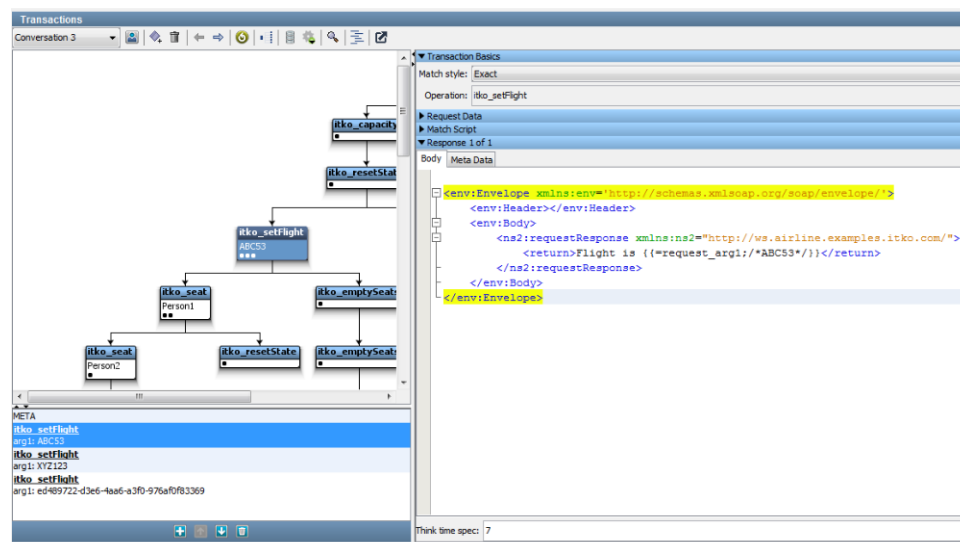 Transactions
Conversation 3
itko_capacity
itko_resetStat
itko_setFlight
ABC53
itko_seat
Person1
itko_emptySeats
itko_seat
Person2
itko_resetState
itko_emptySeats
META
itko_setFlight
arg1: ABC53
itko_setFlight
arg1: XYZ123
itko_setFlight
arg1: ed489722-d3e6-4aa6-a3f0-976af0f83369
Transaction Basics
Match style: Exact
Operation: itko_setFlight
Request Data
Match Script
Response 1 of 1
Body Meta Data
<env:Envelope xmlns:env='http://schemas.xmlsoap.org/soap/envelope/'>
<env:Header></env:Header>
<env:Body>
<ns2:requestResponse xmlns:ns2="http://ws.airline.examples.itko.com/">
<return>Flight is {{=request_arg1;/*ABC53*/}}</return>
</ns2:requestResponse>
</env:Body>
</env:Envelope>
Think time spec: 7